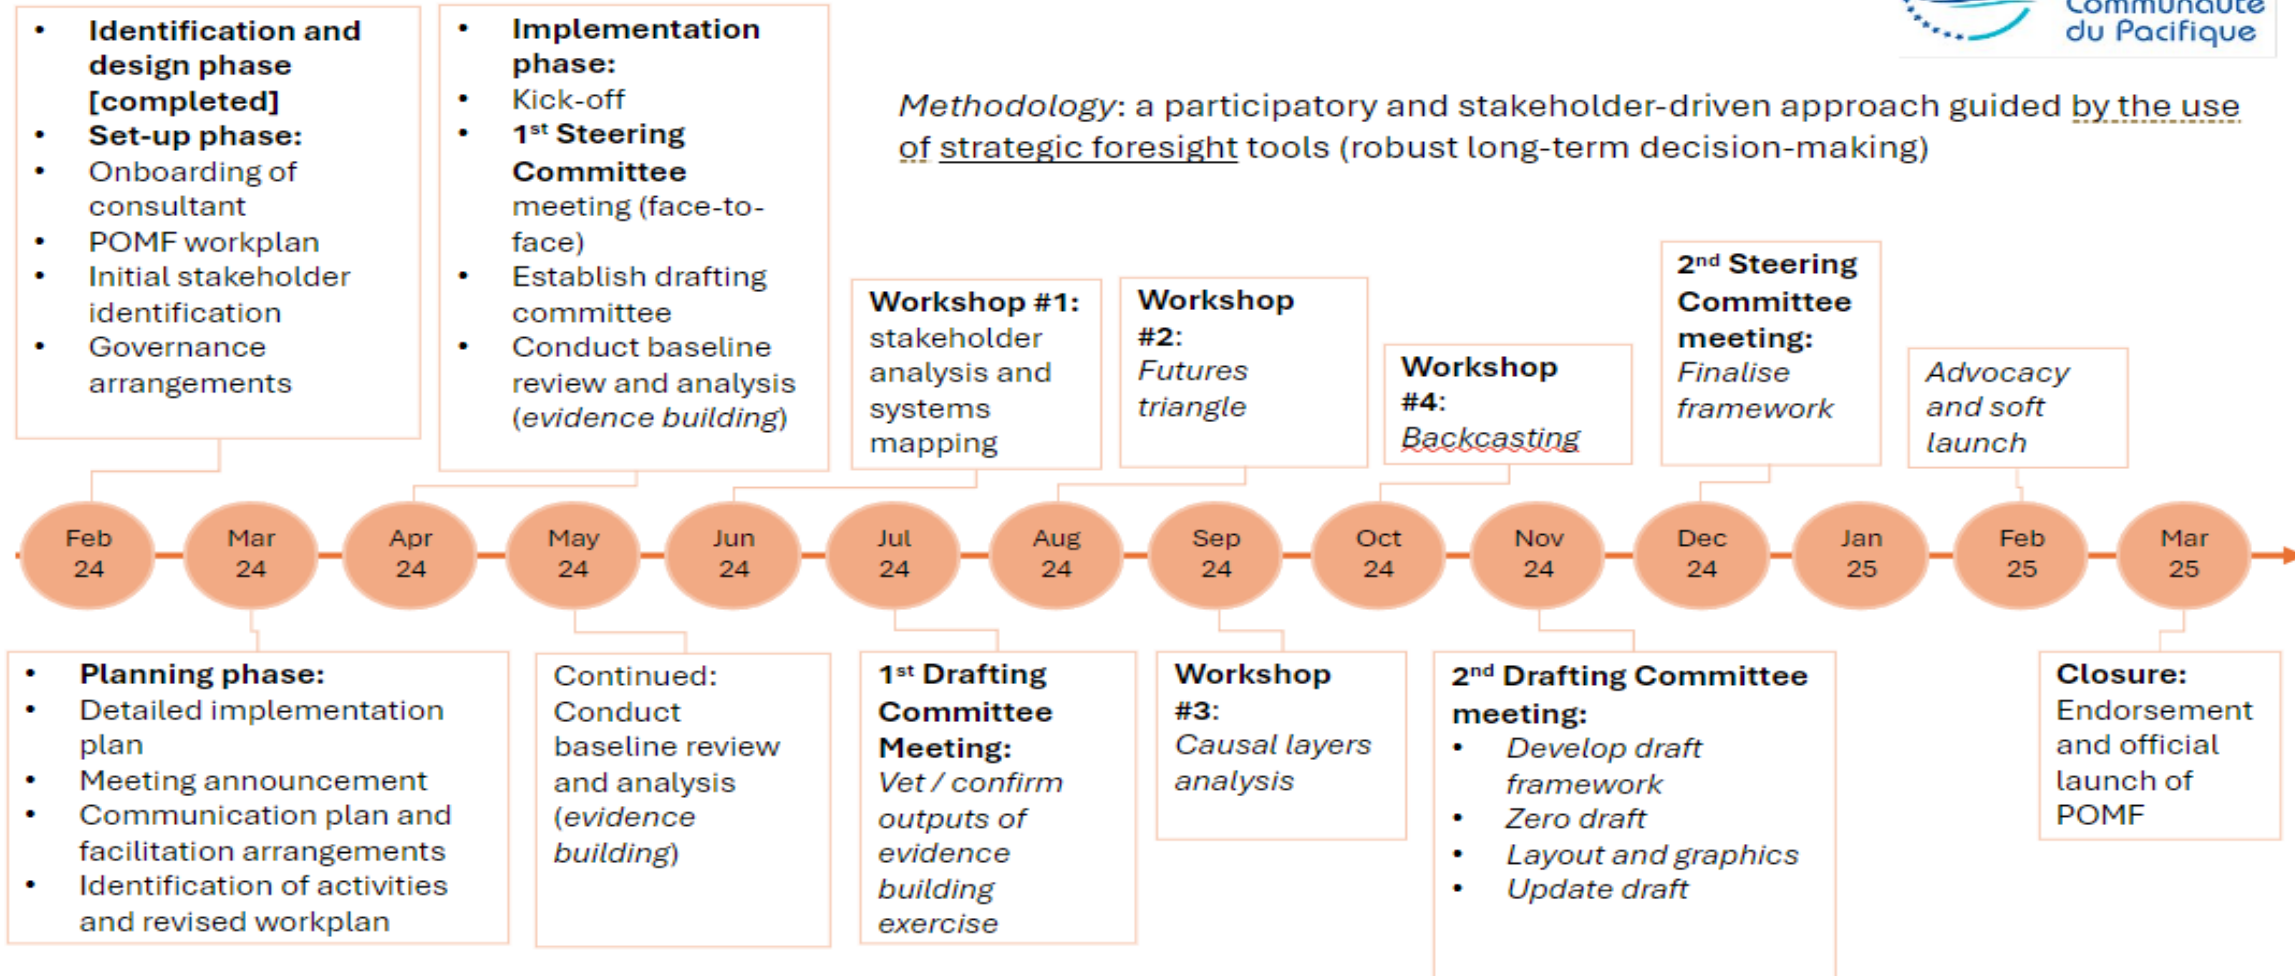 Communauté
du Pacifique
• Identification and
design phase
[completed]
• Set-up phase:
• Onboarding of
consultant
• POMF workplan
• Initial stakeholder
identification
• Governance
arrangements
• Implementation
phase:
• Kick-off
• 1st Steering
Committee
meeting (face-to-
face)
• Establish drafting
committee
• Conduct baseline
review and analysis
(evidence building)
Methodology: a participatory and stakeholder-driven approach guided by the use
of strategic foresight tools (robust long-term decision-making)
Workshop #1:
stakeholder
analysis and
systems
mapping
Workshop
#2:
Futures
triangle
Workshop
#4:
Backcasting
2nd Steering
Committee
meeting:
Finalise
framework
Advocacy
and soft
launch
Feb
24
Mar
24
Apr
24
May
24
Jun
24
Jul
24
Aug
24
Sep
24
Oct
24
Nov
24
Dec
24
Jan
25
Feb
25
Mar
25
• Planning phase:
• Detailed implementation
plan
• Meeting announcement
• Communication plan and
facilitation arrangements
• Identification of activities
and revised workplan
Continued:
Conduct
baseline review
and analysis
(evidence
building)
1st Drafting
Committee
Meeting:
Vet / confirm
outputs of
evidence
building
exercise
Workshop
#3:
Causal layers
analysis
2nd Drafting Committee
meeting:
• Develop draft
framework
• Zero draft
• Layout and graphics
• Update draft
Closure:
Endorsement
and official
launch of
POMF